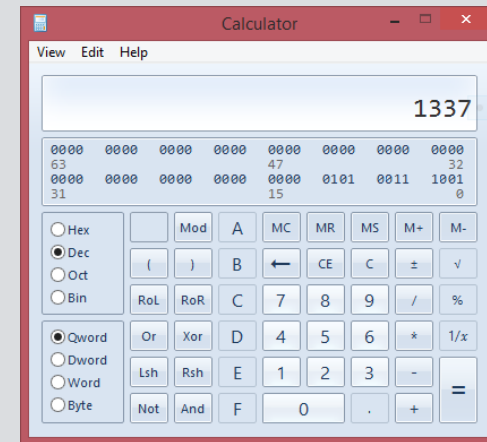 Calculator
View Edit Help
1337
0000 0000 0000 0000 0000 0000 0000 0000
63 47 32
0000 0000 0000 0000 0000 0101 0011 1001
31 15 0
Hex Mod A MC MR MS M+ M-
Dec ( ) B ← CE C ± √
Oct
Bin RoL RoR C 7 8 9 / %
Qword Or Xor D 4 5 6 * 1/x
Dword Lsh Rsh E 1 2 3 - =
Word
Byte Not And F 0 . +